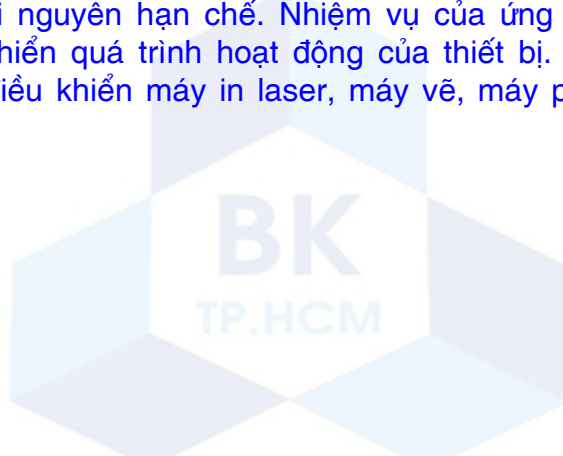 i nguyên hạn chế. Nhiệm vụ của ứng
hiển quá trình hoạt động của thiết bị.
iều khiển máy in laser, máy vẽ, máy p
BK
TP.HCM